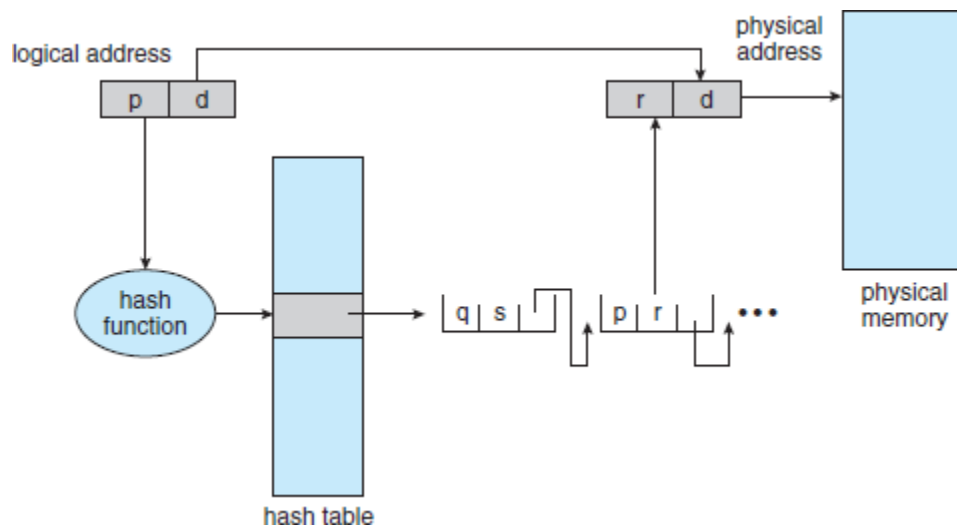 logical address
physical
address
p d
r d
hash
function
q s
p r
•••
physical
memory
hash table